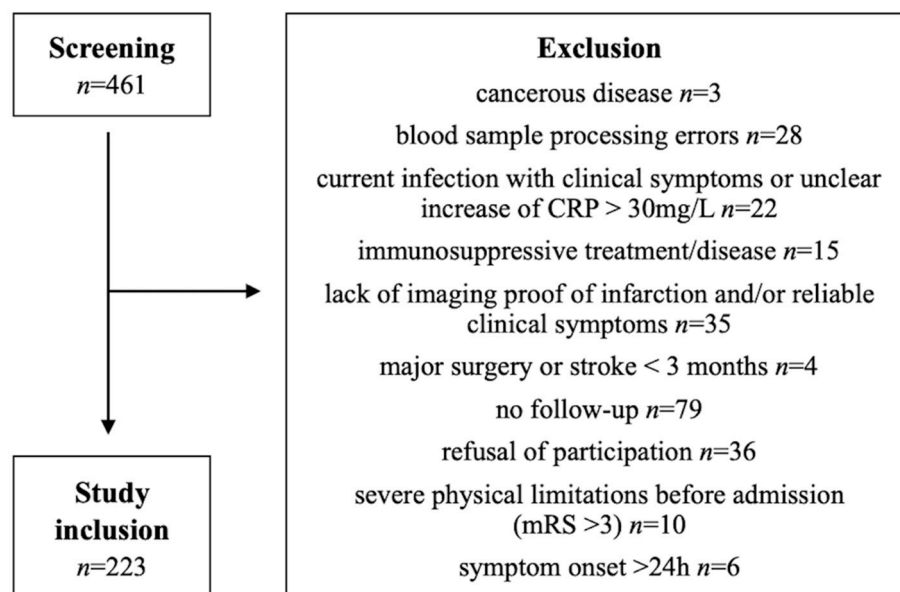 Screening
n=461
Study
inclusion
n=223
Exclusion
cancerous disease n=3
blood sample processing errors n=28
current infection with clinical symptoms or unclear
increase of CRP > 30mg/L n=22
immunosuppressive treatment/disease n=15
lack of imaging proof of infarction and/or reliable
clinical symptoms n=35
major surgery or stroke < 3 months n=4
no follow-up n=79
refusal of participation n=36
severe physical limitations before admission
(mRS >3) n=10
symptom onset >24h n=6